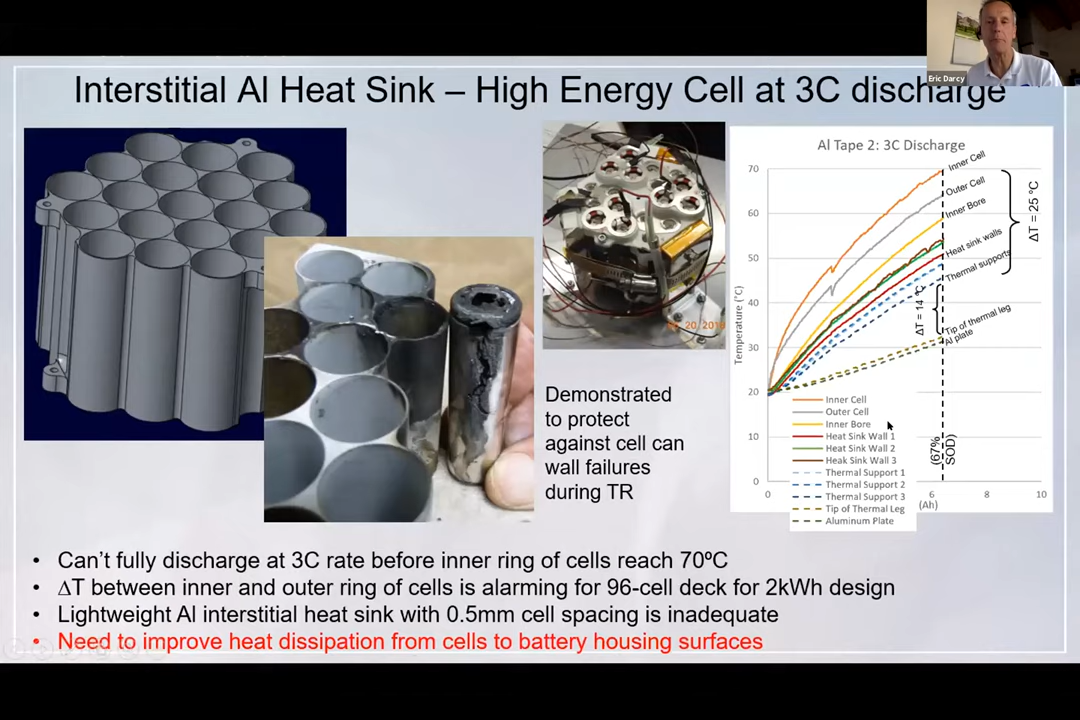 Eric Darcy
Interstitial Al Heat Sink – High Energy Cell at 3C discharge
20 2018
Demonstrated
to protect
against cell can
wall failures
during TR
Al Tape 2: 3C Discharge
70
60
50
40
30
20
10
0
Temperature (°C)
Inner Cell
Outer Cell
Inner Bore
Heat sink walls
Thermal supports
Tip of thermal leg
Al plate
ΔT = 25 °C
ΔT = 14 °C
(67%
SOD)
Inner Cell
Outer Cell
Inner Bore
Heat Sink Wall 1
Heat Sink Wall 2
Heak Sink Wall 3
Thermal Support 1
Thermal Support 2
Thermal Support 3
Tip of Thermal Leg
Aluminum Plate
0 6 8 10
(Ah)
• Can't fully discharge at 3C rate before inner ring of cells reach 70ºC
• ΔT between inner and outer ring of cells is alarming for 96-cell deck for 2kWh design
• Lightweight Al interstitial heat sink with 0.5mm cell spacing is inadequate
• Need to improve heat dissipation from cells to battery housing surfaces